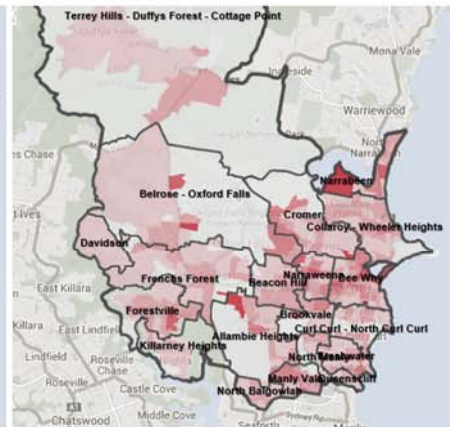 Terrey Hills - Duffys Forest - Cottage Point
Mona Vale
Ingleside
Warriewood
Narrabeen
Belrose - Oxford Falls
Cromer
Collaroy - Wheeler Heights
Davidson
Frenchs Forest
Beacon Hill
Narraweena
Dee Why
Forestville
Brookvale
Curl Curl - North Curl Curl
Allambie Heights
Killarney Heights
Manly Vale
Queenscliff
North Balgowlah
Killara
East Killara
East Lindfield
Lindfield
Roseville Chase
Roseville
Castle Cove
Middle Cove
Chatswood
Seaforth
A1